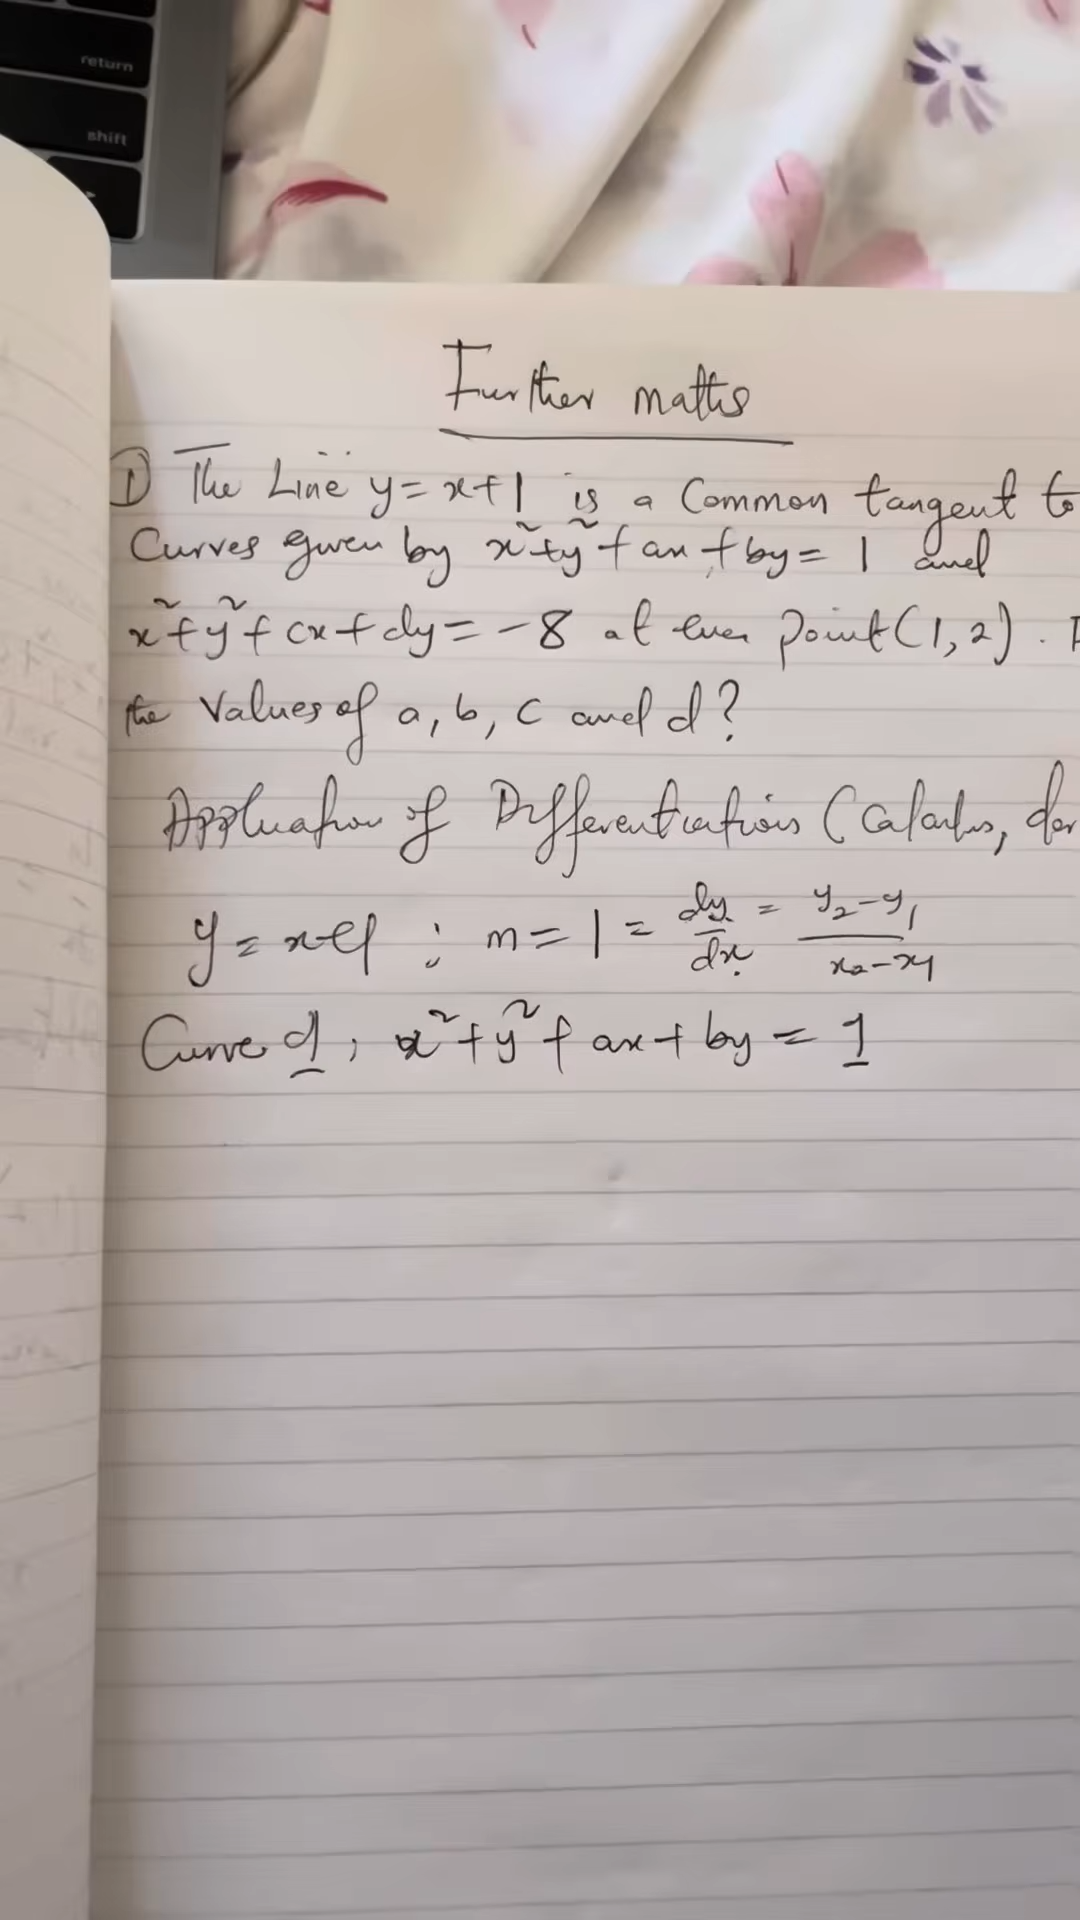 return
shift
Further maths
① The Line y = x+1 is a Common tangent to
Curves given by x²+y²+ax+by = 1 and
x²+y²+cx+dy = -8 at point (1,2).
the Values of a, b, c and d?
Application of Differentiation (Calculus, der
y = x+1 ; m = 1 = dy/dx = y₂-y₁/x₂-x₁
Curve 1, x²+y²+ax+by = 1